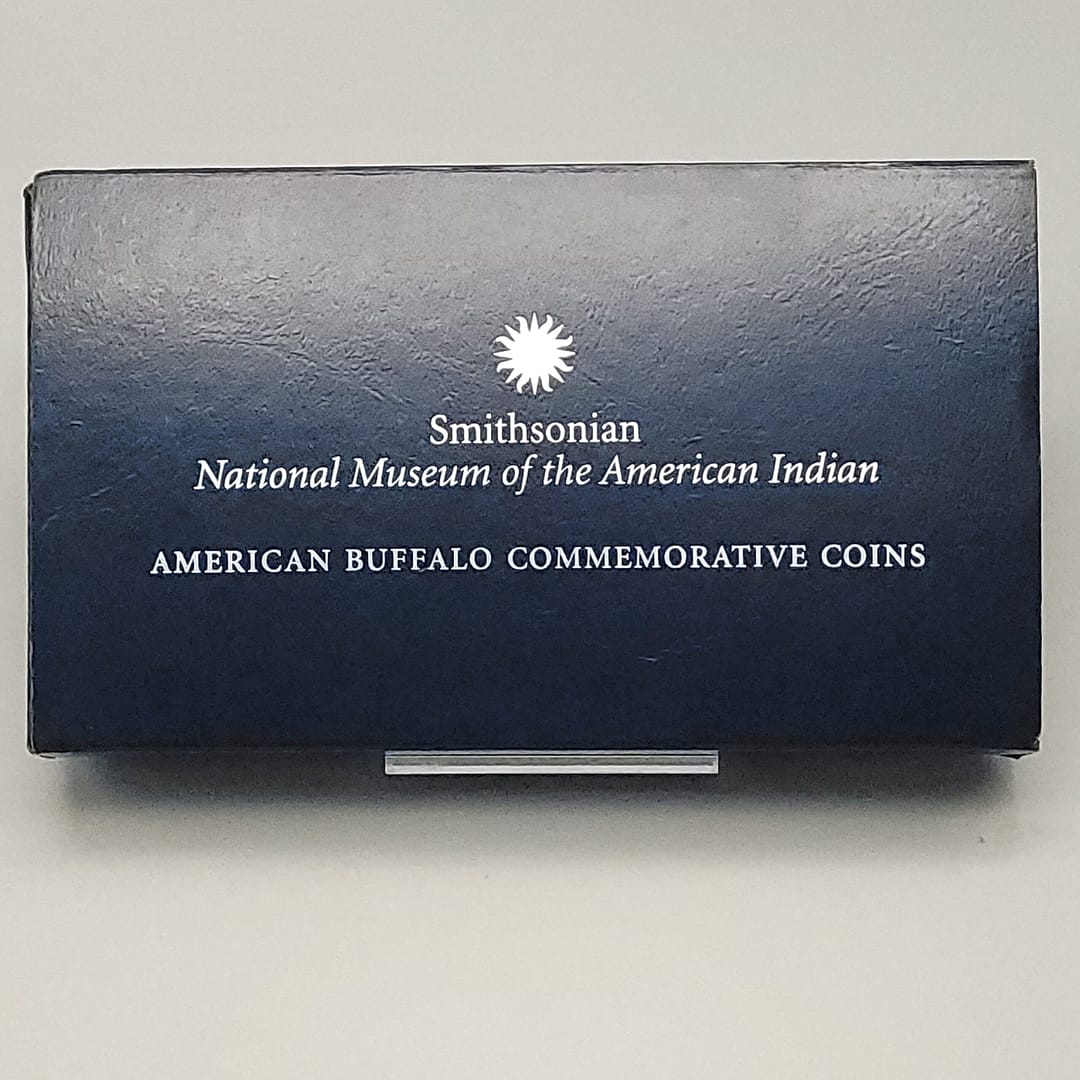 Smithsonian
National Museum of the American Indian
AMERICAN BUFFALO COMMEMORATIVE COINS